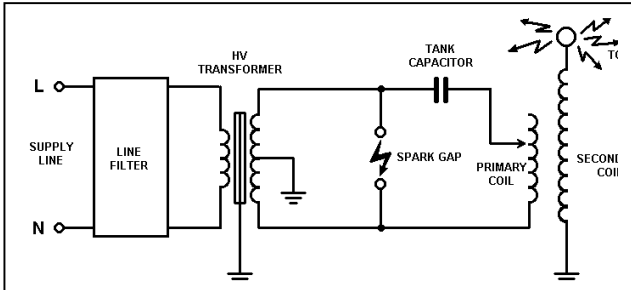 L
SUPPLY
LINE
N
LINE
FILTER
HV
TRANSFORMER
TANK
CAPACITOR
SPARK GAP
PRIMARY
COIL